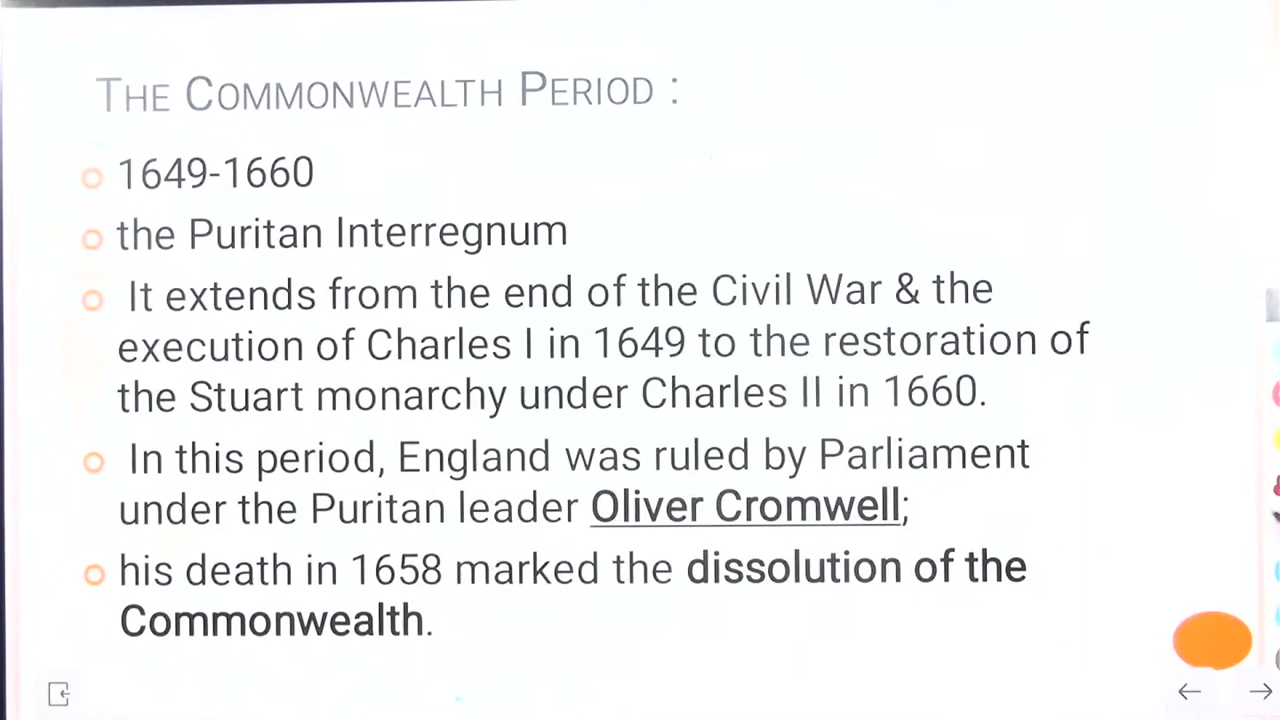 THE COMMONWEALTH PERIOD :
1649-1660
the Puritan Interregnum
It extends from the end of the Civil War & the
execution of Charles I in 1649 to the restoration of
the Stuart monarchy under Charles II in 1660.
In this period, England was ruled by Parliament
under the Puritan leader Oliver Cromwell;
his death in 1658 marked the dissolution of the
Commonwealth.